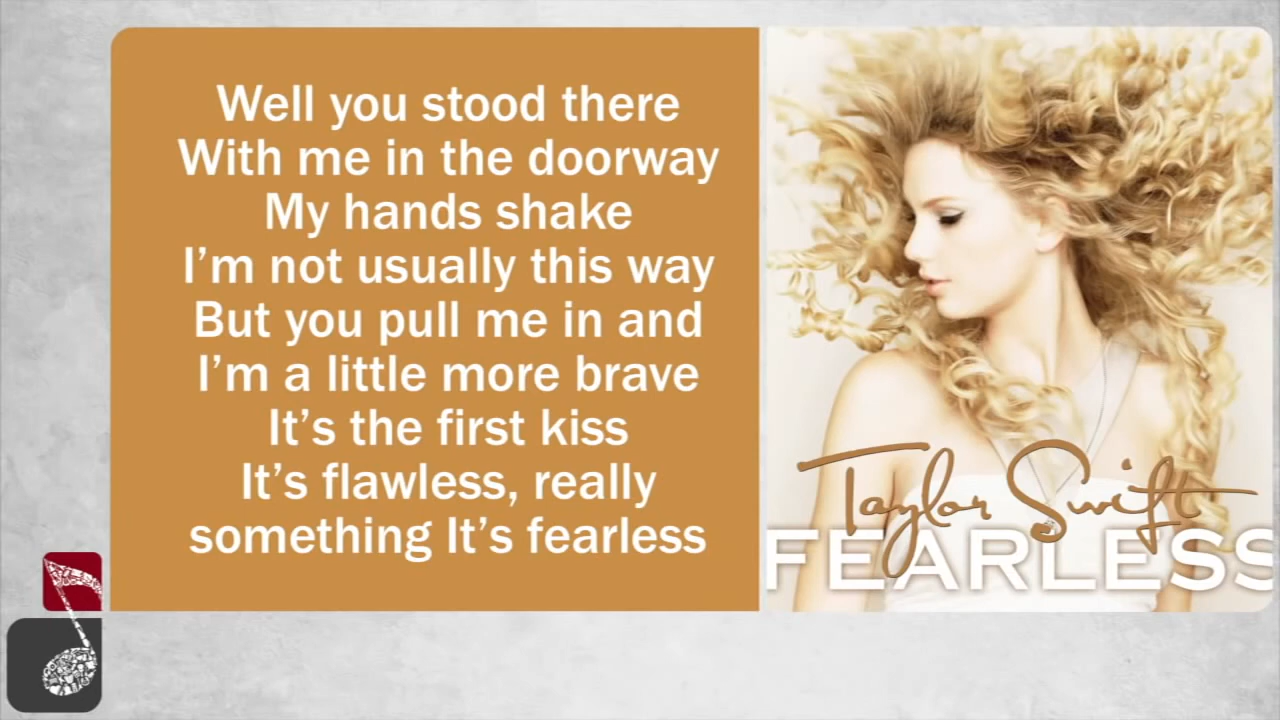 Well you stood there
With me in the doorway
My hands shake
I’m not usually this way
But you pull me in and
I’m a little more brave
It’s the first kiss
It’s flawless, really
something It’s fearless
Taylor Swift
FEARLESS